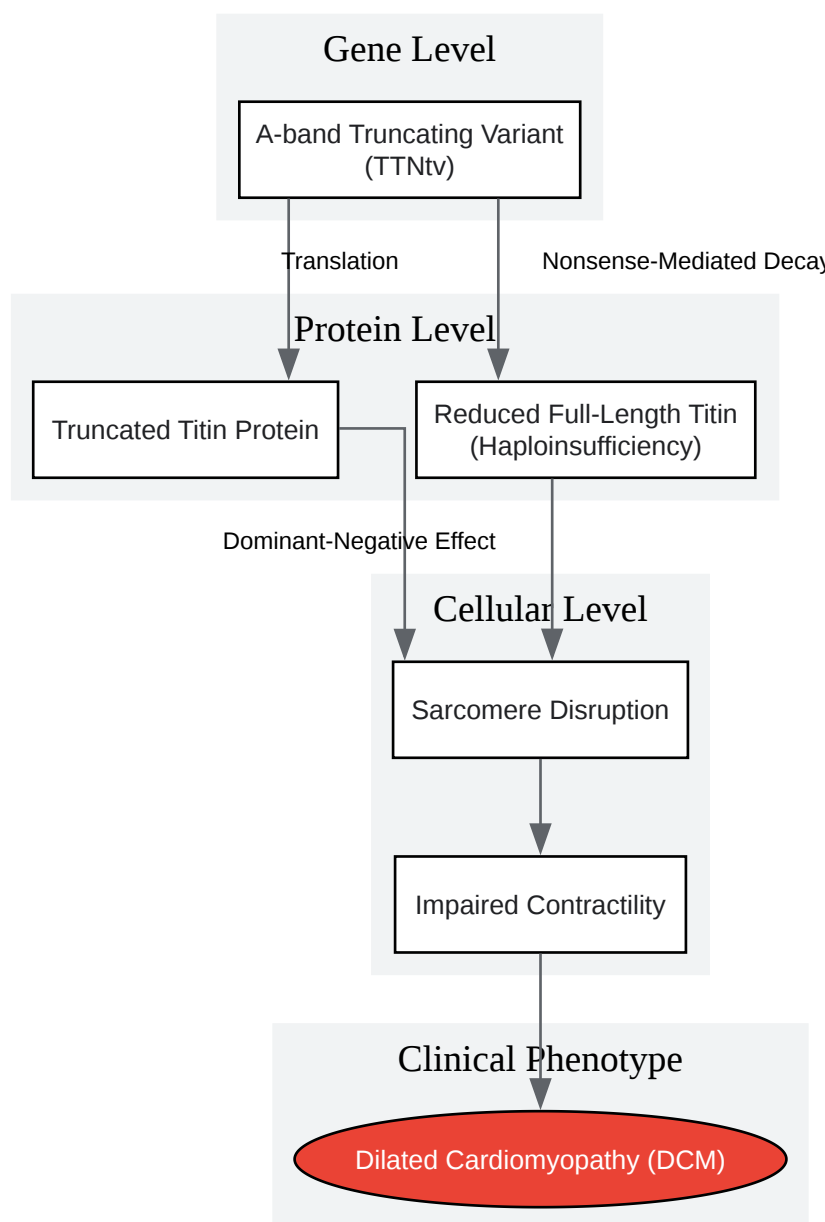 Gene Level
A-band Truncating Variant
(TTNtv)
Translation
Nonsense-Mediated Decay
Protein Level
Truncated Titin Protein
Reduced Full-Length Titin
(Haploinsufficiency)
Dominant-Negative Effect
Cellular Level
Sarcomere Disruption
Impaired Contractility
Clinical Phenotype
Dilated Cardiomyopathy (DCM)